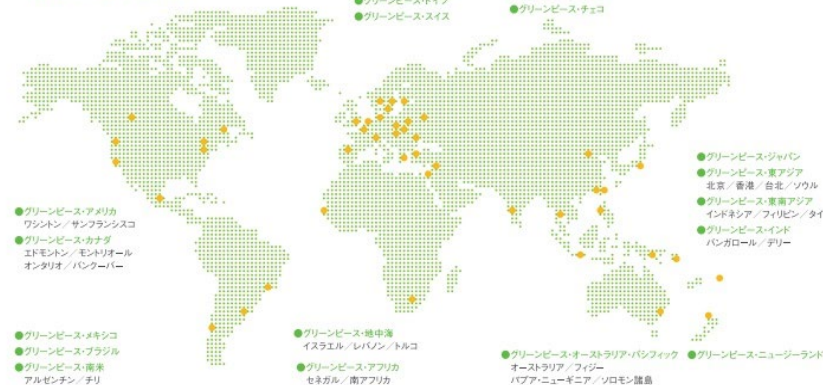 ●グリーンピース・ドイツ
●グリーンピース・スイス
●グリーンピース・チェコ
●グリーンピース・ジャパン
●グリーンピース・東アジア
北京／香港／台北／ソウル
●グリーンピース・東南アジア
インドネシア／フィリピン／タイ
●グリーンピース・インド
バンガロール／デリー
●グリーンピース・アメリカ
ワシントン／サンフランシスコ
●グリーンピース・カナダ
エドモントン／モントリオール
オンタリオ／バンクーバー
●グリーンピース・メキシコ
●グリーンピース・ブラジル
●グリーンピース・南米
アルゼンチン／チリ
●グリーンピース・地中海
イスラエル／レバノン／トルコ
●グリーンピース・アフリカ
セネガル／南アフリカ
●グリーンピース・オーストラリア・パシフィック
オーストラリア／フィジー
パプア・ニューギニア／ソロモン諸島
●グリーンピース・ニュージーランド